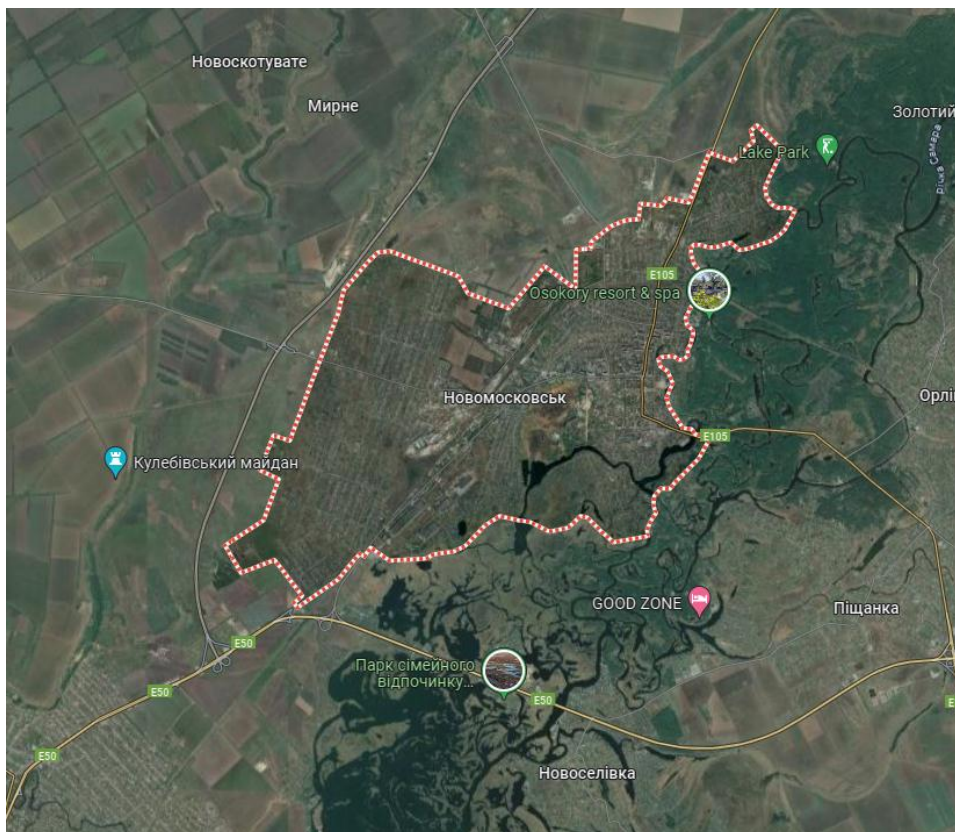 Новоскотувате
Мирне
Золотий
Lake Park
Річка Самара
E105
Osokory resort & spa
Новомосковськ
Орлі
E105
Кулебівський майдан
GOOD ZONE
Піщанка
E50
Парк сімейного
відпочинку...
E50
E50
E50
Новоселівка